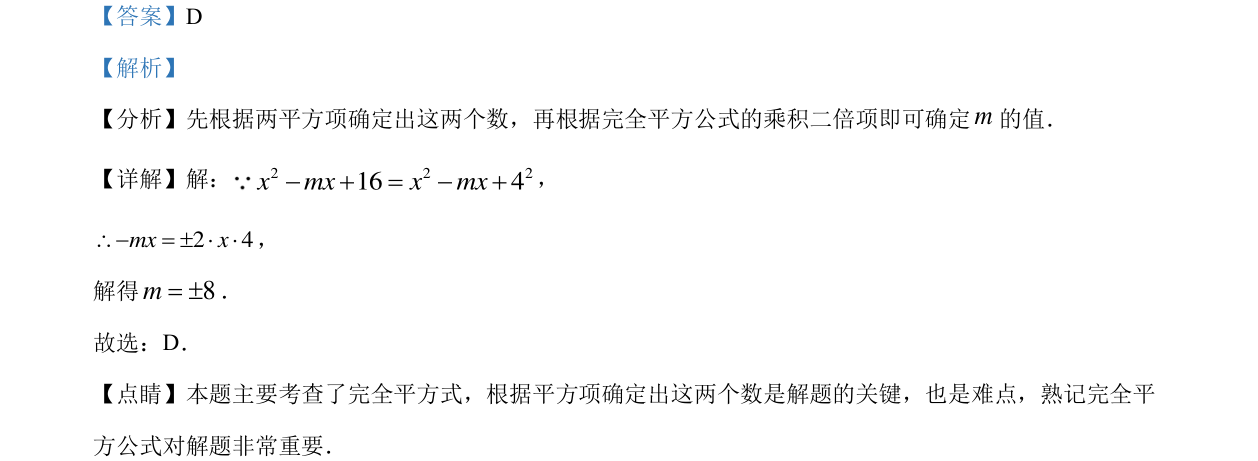 【答案】D
【解析】
【分析】先根据两平方项确定出这两个数，再根据完全平方公式的乘积二倍项即可确定 m 的值．
【详解】解：∵x²－mx＋16＝x²－mx＋4²，
∴－mx＝±2·x·4，
解得 m＝±8．
故选：D．
【点睛】本题主要考查了完全平方式，根据平方项确定出这两个数是解题的关键，也是难点，熟记完全平
方公式对解题非常重要．